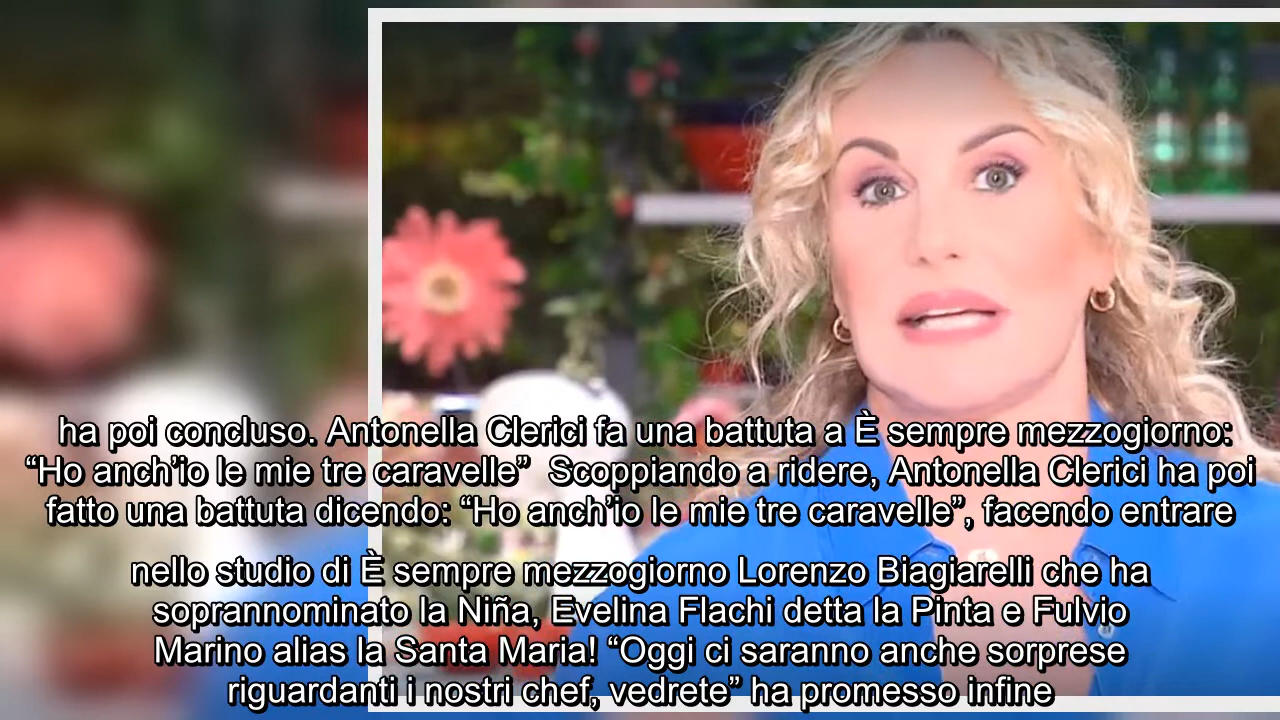 ha poi concluso. Antonella Clerici fa una battuta a È sempre mezzogiorno:
“Ho anch’io le mie tre caravelle”  Scoppiando a ridere, Antonella Clerici ha poi
fatto una battuta dicendo: “Ho anch’io le mie tre caravelle”, facendo entrare
nello studio di È sempre mezzogiorno Lorenzo Biagiarelli che ha
soprannominato la Niña, Evelina Flachi detta la Pinta e Fulvio
Marino alias la Santa Maria! “Oggi ci saranno anche sorprese
riguardanti i nostri chef, vedrete” ha promesso infine